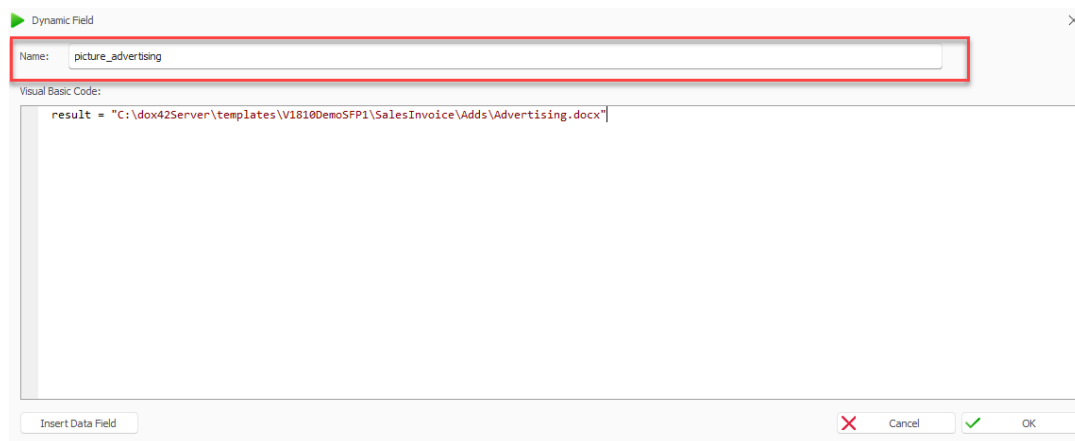 Dynamic Field
Name: picture_advertising
Visual Basic Code:
result = "C:\dox42Server\templates\V1810DemoSFP1\SalesInvoice\Adds\Advertising.docx"
Insert Data Field Cancel OK